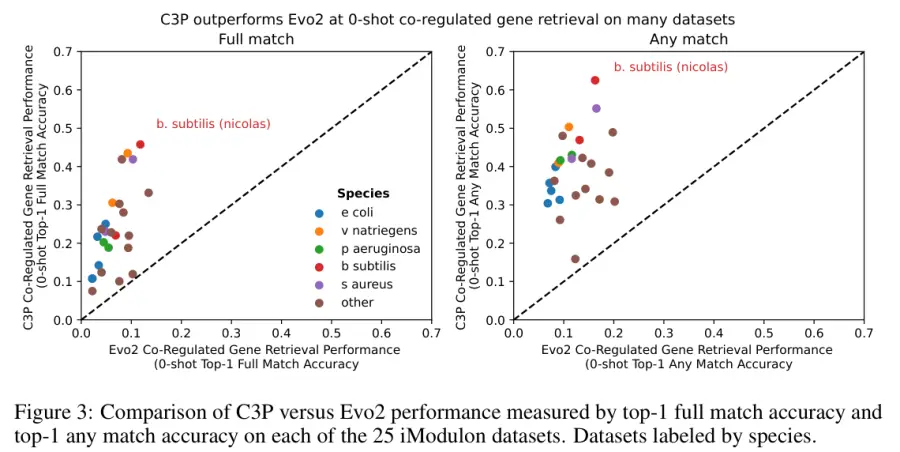 C3P outperforms Evo2 at 0-shot co-regulated gene retrieval on many datasets
Full match
C3P Co-Regulated Gene Retrieval Performance
(0-shot Top-1 Full Match Accuracy
0.7
0.6
0.5
0.4
0.3
0.2
0.1
0.0
b. subtilis (nicolas)
Species
e coli
v natriegens
p aeruginosa
b subtilis
s aureus
other
0.0 0.1 0.2 0.3 0.4 0.5 0.6 0.7
Evo2 Co-Regulated Gene Retrieval Performance
(0-shot Top-1 Full Match Accuracy
Any match
C3P Co-Regulated Gene Retrieval Performance
(0-shot Top-1 Any Match Accuracy
0.7
0.6
0.5
0.4
0.3
0.2
0.1
0.0
b. subtilis (nicolas)
0.0 0.1 0.2 0.3 0.4 0.5 0.6 0.7
Evo2 Co-Regulated Gene Retrieval Performance
(0-shot Top-1 Any Match Accuracy
Figure 3: Comparison of C3P versus Evo2 performance measured by top-1 full match accuracy and
top-1 any match accuracy on each of the 25 iModulon datasets. Datasets labeled by species.